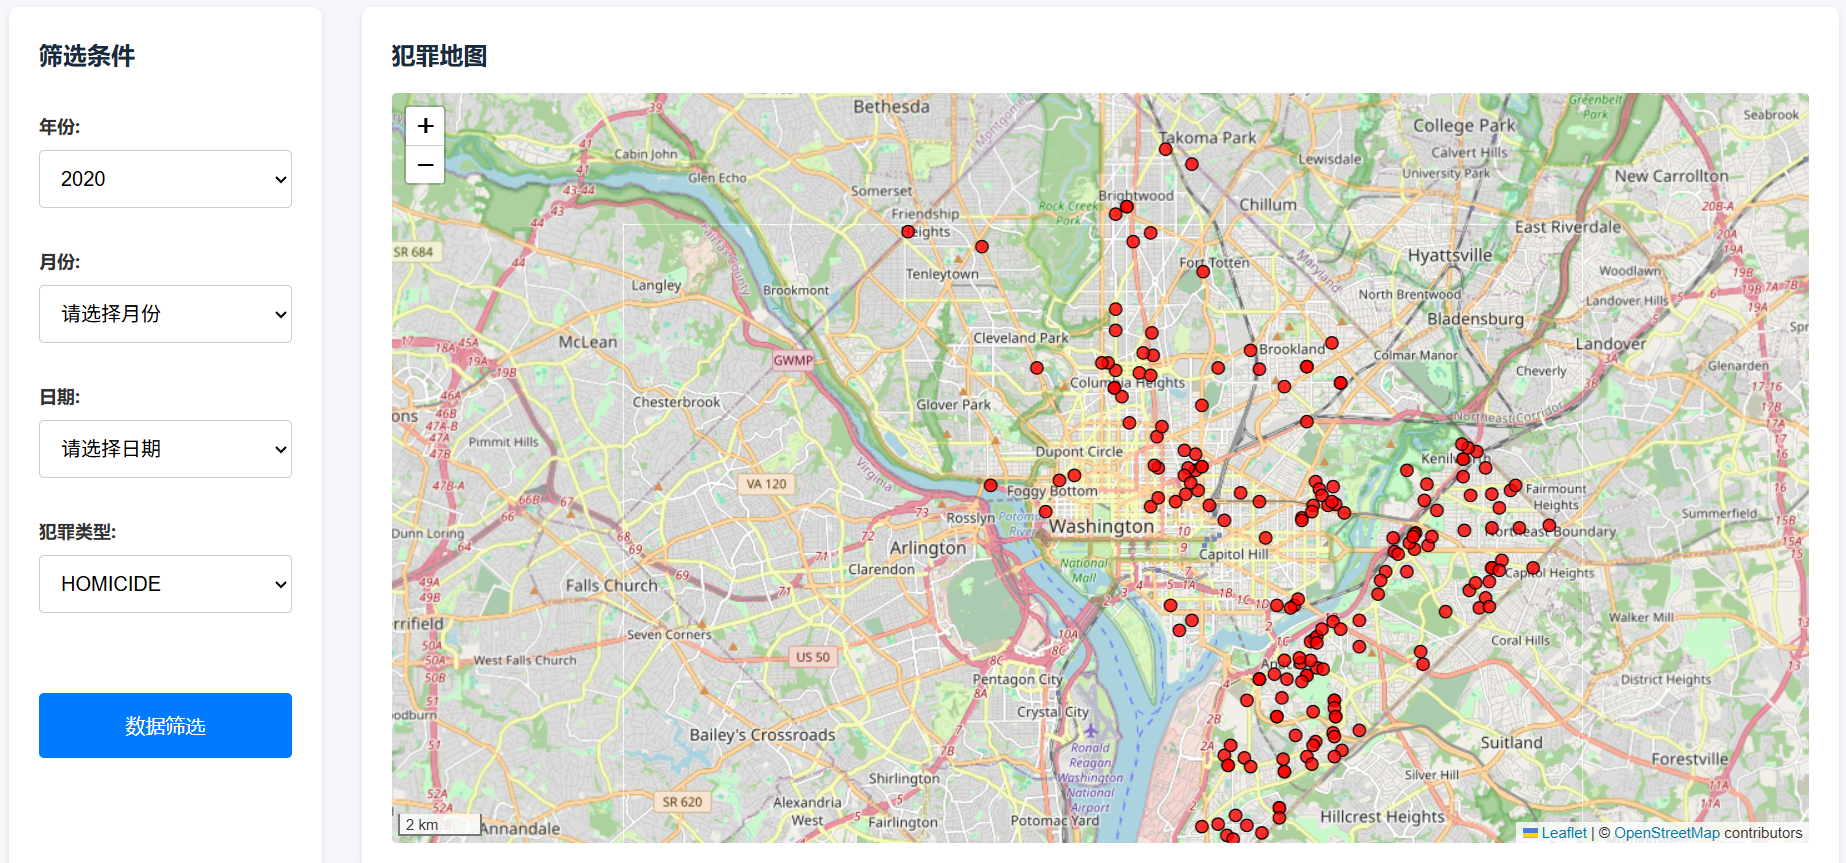 筛选条件
年份:
2020
月份:
请选择月份
日期:
请选择日期
犯罪类型:
HOMICIDE
数据筛选
犯罪地图
+
−
Bethesda
Takoma Park
College Park
Greenbelt
Park
Seabrook
Cabin John
Glen Echo
Lewisdale
Calvert Hills
University Park
New Carrollton
Somerset
Brightwood
Rock Creek
Park
Chillum
Friendship
Heights
East Riverdale
SR 684
Fairfax County
Maryland
Hyattsville
Tenleytown
Fort Totten
Woodlawn
Langley
Brookmont
North Brentwood
Landover Hills
Bladensburg
McLean
GWMP
Cleveland Park
Brookland
Colmar Manor
Landover
Cheverly
Glenarden
Columbia Heights
Chesterbrook
Glover Park
Northeast Corridor
Pimmit Hills
Dupont Circle
Kenilworth
Virginia
VA 120
Foggy Bottom
Fairmount
Heights
Rosslyn
Washington
Summerfield
Dunn Loring
Northeast Boundary
Arlington
Capitol Hill
Clarendon
National
Mall
Capitol Heights
Falls Church
Seven Corners
Walker Mill
Coral Hills
West Falls Church
US 50
Pentagon City
District Heights
Crystal City
Bailey's Crossroads
Ronald
Reagan
Washington
National
Airport
Suitland
Forestville
Shirlington
Silver Hill
SR 620
Alexandria
West
Fairlington
Potomac Yard
Hillcrest Heights
Annandale
2 km
Leaflet | © OpenStreetMap contributors